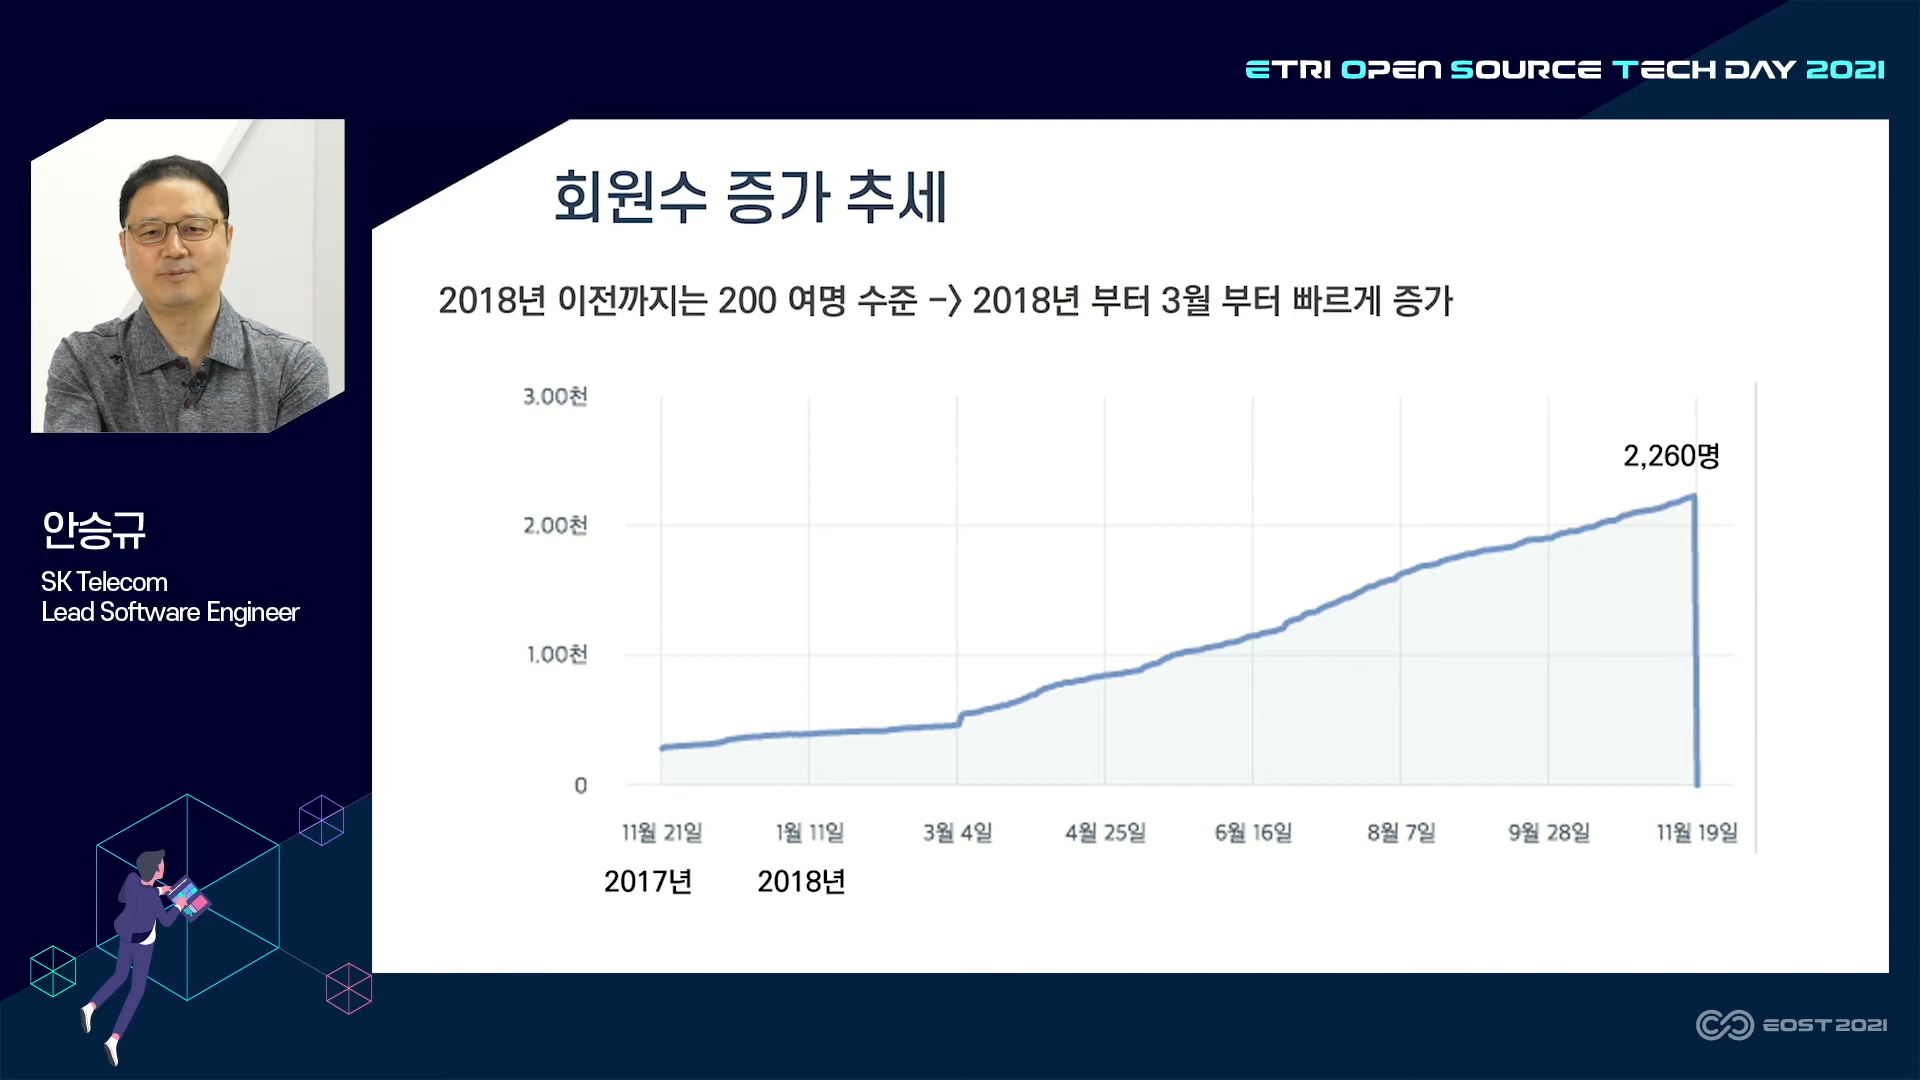 ETRI OPEN SOURCE TECH DAY 2021
회원수 증가 추세
2018년 이전까지는 200 여명 수준 -> 2018년 부터 3월 부터 빠르게 증가
3.00천
2,260명
2.00천
1.00천
0
11월 21일 1월 11일 3월 4일 4월 25일 6월 16일 8월 7일 9월 28일 11월 19일
2017년 2018년
안승규
SK Telecom
Lead Software Engineer
EOST 2021